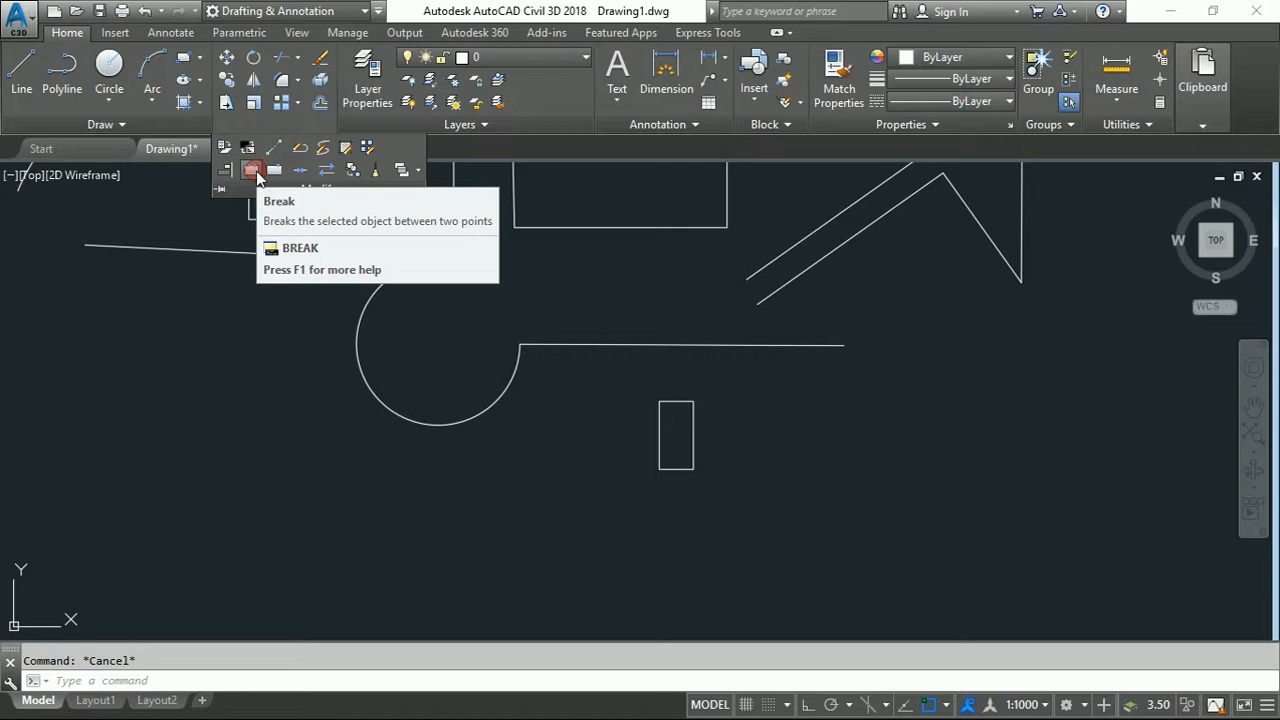 C3D
Drafting & Annotation
Autodesk AutoCAD Civil 3D 2018 Drawing1.dwg
Type a keyword or phrase
Sign In
?
Home Insert Annotate Parametric View Manage Output Autodesk 360 Add-ins Featured Apps Express Tools
0
ByLayer
ByLayer
ByLayer
Line Polyline Circle Arc
Layer Properties
Text Dimension
Insert
Match Properties
Group
Measure
Clipboard
Draw
Layers
Annotation
Block
Properties
Groups
Utilities
Start
Drawing1*
[−][Top][2D Wireframe]
Break
Breaks the selected object between two points
BREAK
Press F1 for more help
N
W TOP E
S
WCS
Y
X
Command: *Cancel*
Type a command
Model Layout1 Layout2 +
MODEL
1:1000
3.50